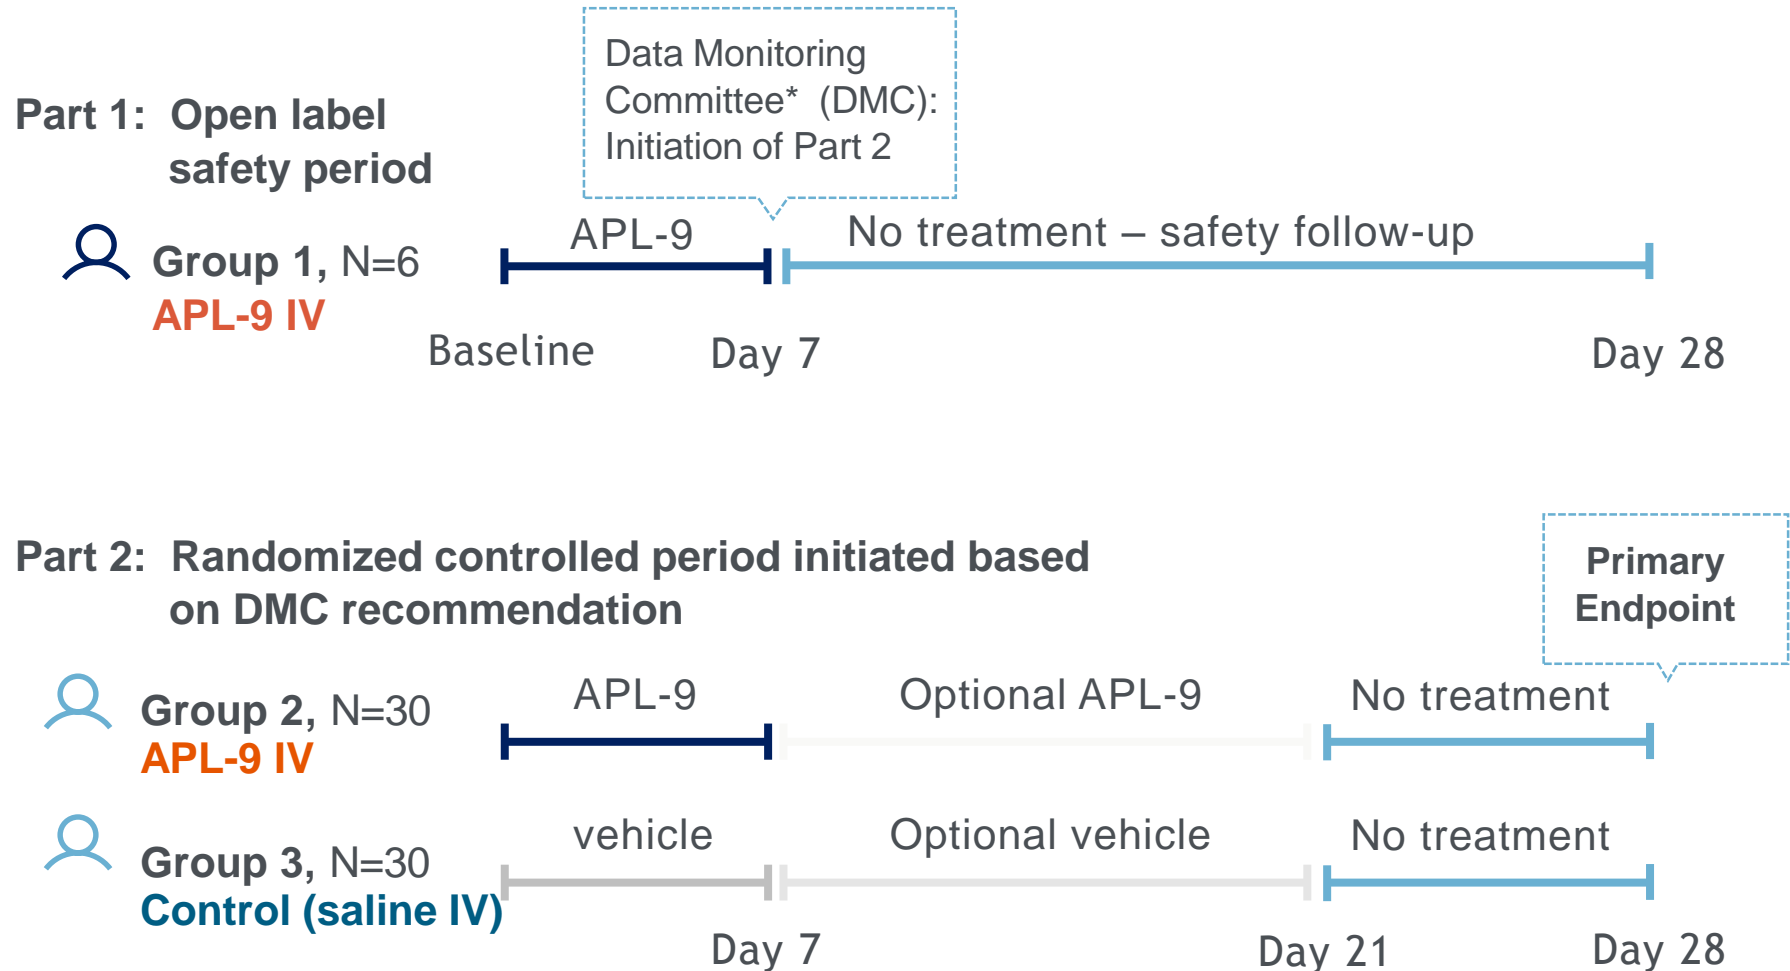 Data Monitoring
Committee* (DMC):
Initiation of Part 2
Part 1: Open label
safety period
Group 1, N=6
APL-9 IV
APL-9
No treatment – safety follow-up
Baseline
Day 7
Day 28
Part 2: Randomized controlled period initiated based
on DMC recommendation
Primary
Endpoint
Group 2, N=30
APL-9 IV
APL-9
Optional APL-9
No treatment
Group 3, N=30
Control (saline IV)
vehicle
Optional vehicle
No treatment
Day 7
Day 21
Day 28